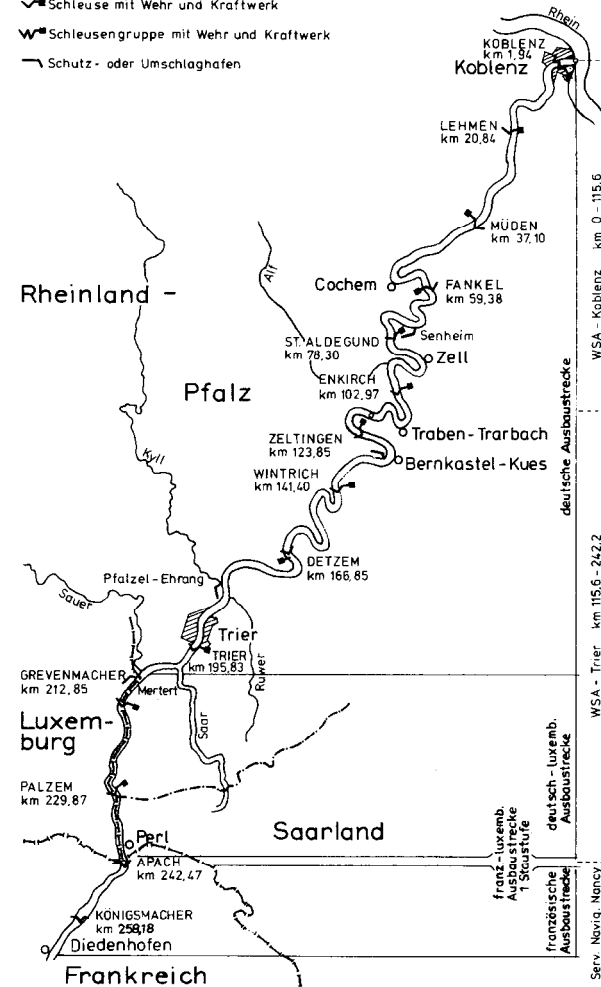 Schleuse mit Wehr und Kraftwerk
Schleusengruppe mit Wehr und Kraftwerk
Schutz- oder Umschlaghafen
Rhein
KOBLENZ
km 1,94
Koblenz
LEHMEN
km 20,84
MÜDEN
km 37,10
Alf
Cochem
FANKEL
km 59,38
Rheinland -
Pfalz
ST. ALDEGUND
km 78,30
Senheim
Zell
ENKIRCH
km 102,97
Traben-Trarbach
ZELTINGEN
km 123,85
Bernkastel-Kues
WINTRICH
km 141,40
Kyll
DETZEM
km 166,85
Pfalzel-Ehrang
Sauer
Trier
TRIER
km 195,83
Ruwer
GREVENMACHER
km 212,85
Mertert
Saar
Luxem-
burg
PALZEM
km 229,87
Saarland
Perl
APACH
km 242,47
KÖNIGSMACHER
km 258,18
Diedenhofen
Frankreich
deutsche Ausbaustrecke
deutsch-luxemb.
Ausbaustrecke
franz.-luxemb.
Ausbaustrecke
1 Staustufe
französische
Ausbaustrecke
WSA-Koblenz km 0 - 115,6
WSA-Trier km 115,6 - 242,2
Serv. Navig. Nancy